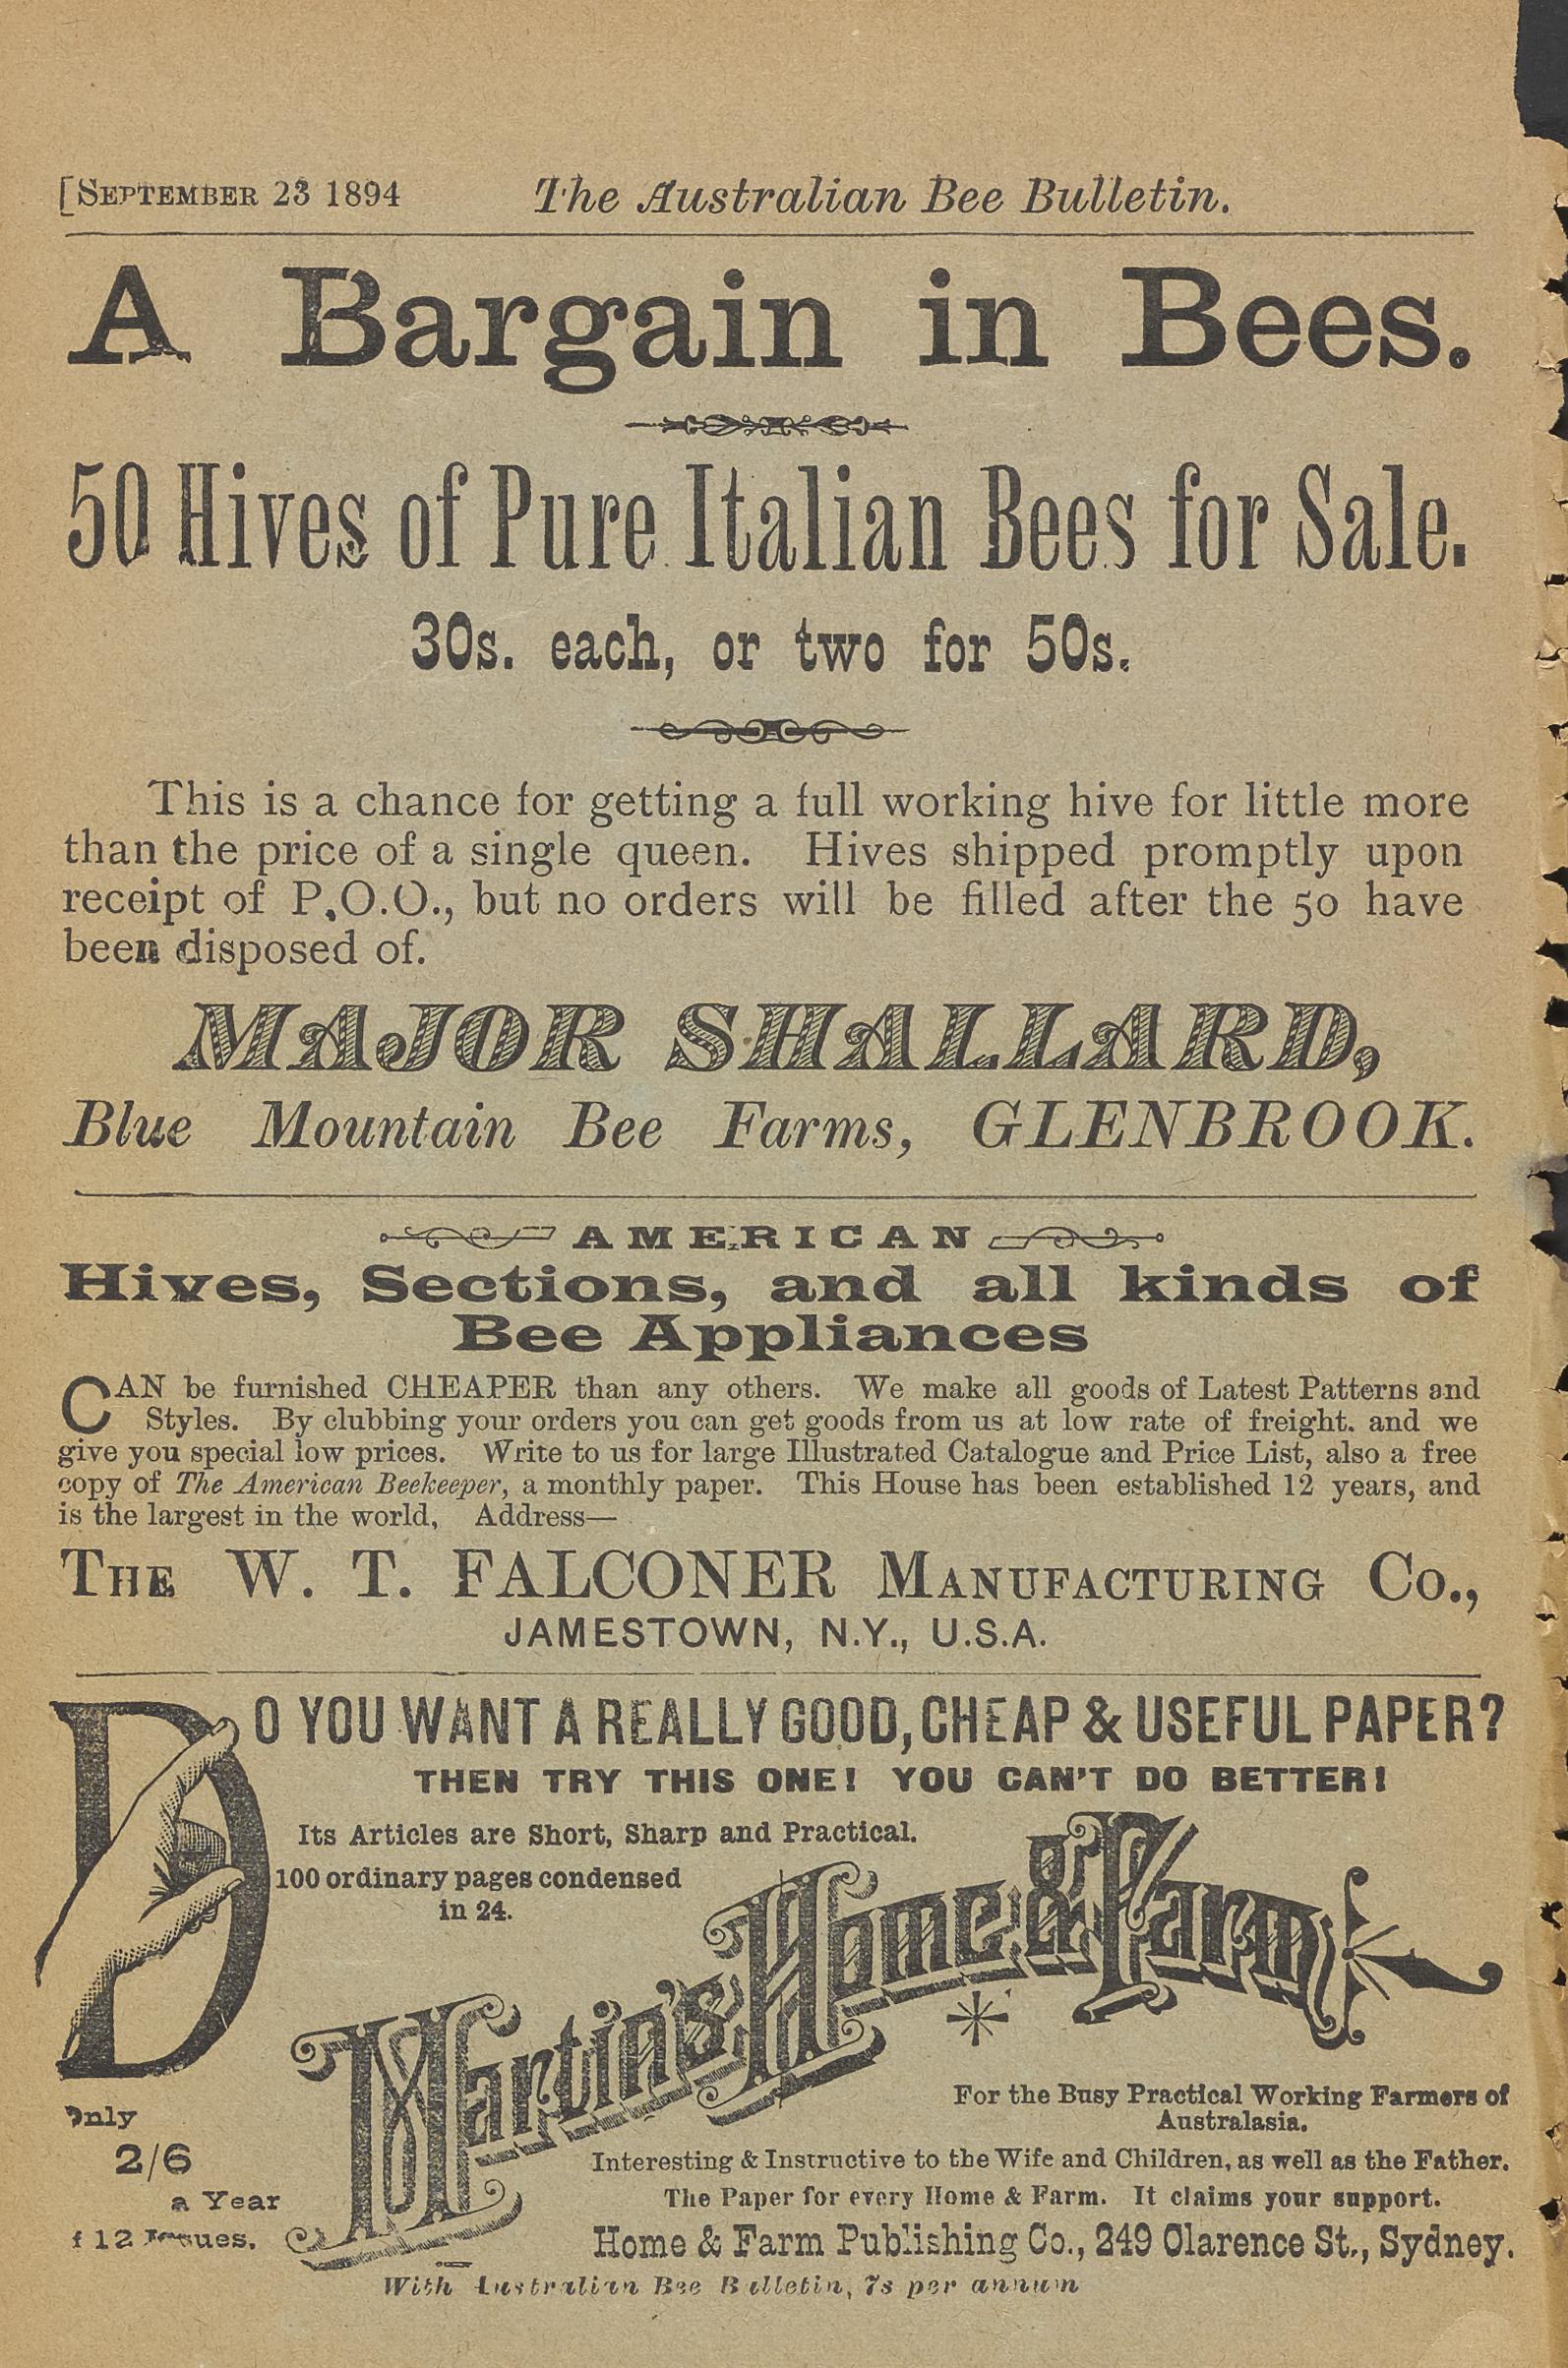 [SEPTEMBER 23 1894 The Australian Bee Bulletin.
A Bargain in Bees.
50 Hives of Pure Italian Bees for Sale.
30s. each, or two for 50s.
This is a chance for getting a full working hive for little more
than the price of a single queen. Hives shipped promptly upon
receipt of P.O.O., but no orders will be filled after the 50 have
been disposed of.
MAJOR SHALLARD,
Blue Mountain Bee Farms, GLENBROOK.
AMERICAN
Hives, Sections, and all kinds of
Bee Appliances
CAN be furnished CHEAPER than any others. We make all goods of Latest Patterns and
Styles. By clubbing your orders you can get goods from us at low rate of freight. and we
give you special low prices. Write to us for large Illustrated Catalogue and Price List, also a free
copy of The American Beekeeper, a monthly paper. This House has been established 12 years, and
is the largest in the world, Address—
THE W. T. FALCONER MANUFACTURING CO.,
JAMESTOWN, N.Y., U.S.A.
DO YOU WANT A REALLY GOOD, CHEAP & USEFUL PAPER?
THEN TRY THIS ONE! YOU CAN'T DO BETTER!
Its Articles are Short, Sharp and Practical.
100 ordinary pages condensed
in 24.
Martin's Home & Farm
For the Busy Practical Working Farmers of
Australasia.
Only
2/6
a Year
f 12 Issues.
Interesting & Instructive to the Wife and Children, as well as the Father.
The Paper for every Home & Farm. It claims your support.
Home & Farm Publishing Co., 249 Clarence St., Sydney.
With Australian Bee Bulletin, 7s per annum